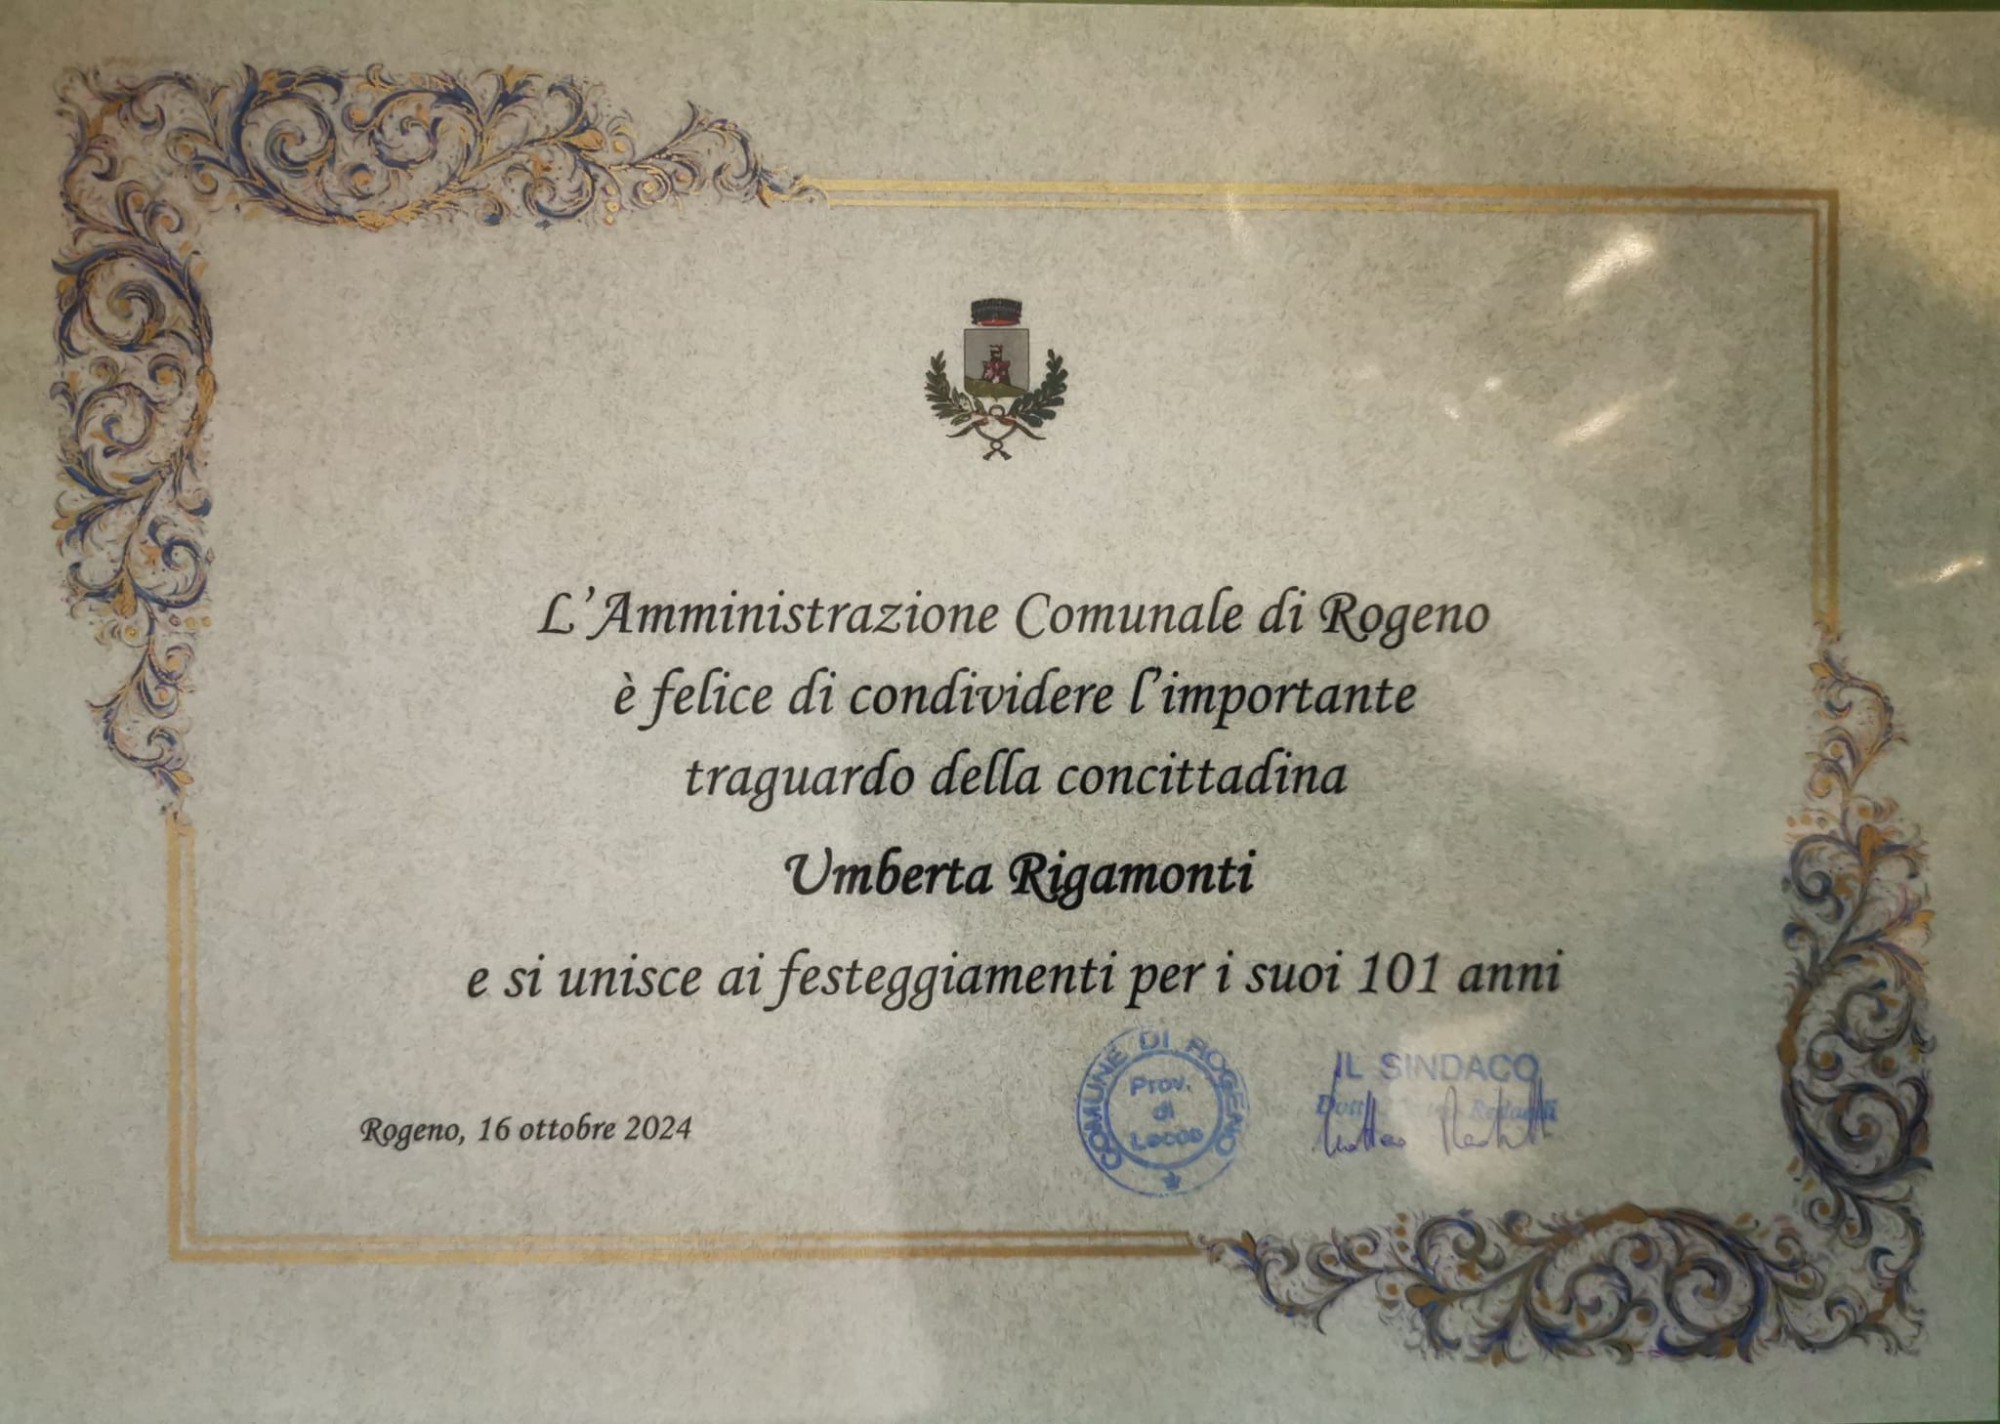 L'Amministrazione Comunale di Rogeno
è felice di condividere l'importante
traguardo della concittadina
Umberta Rigamonti
e si unisce ai festeggiamenti per i suoi 101 anni
COMUNE DI ROGENO
Prov.
di
Lecco
IL SINDACO
Dott.
Rogeno, 16 ottobre 2024